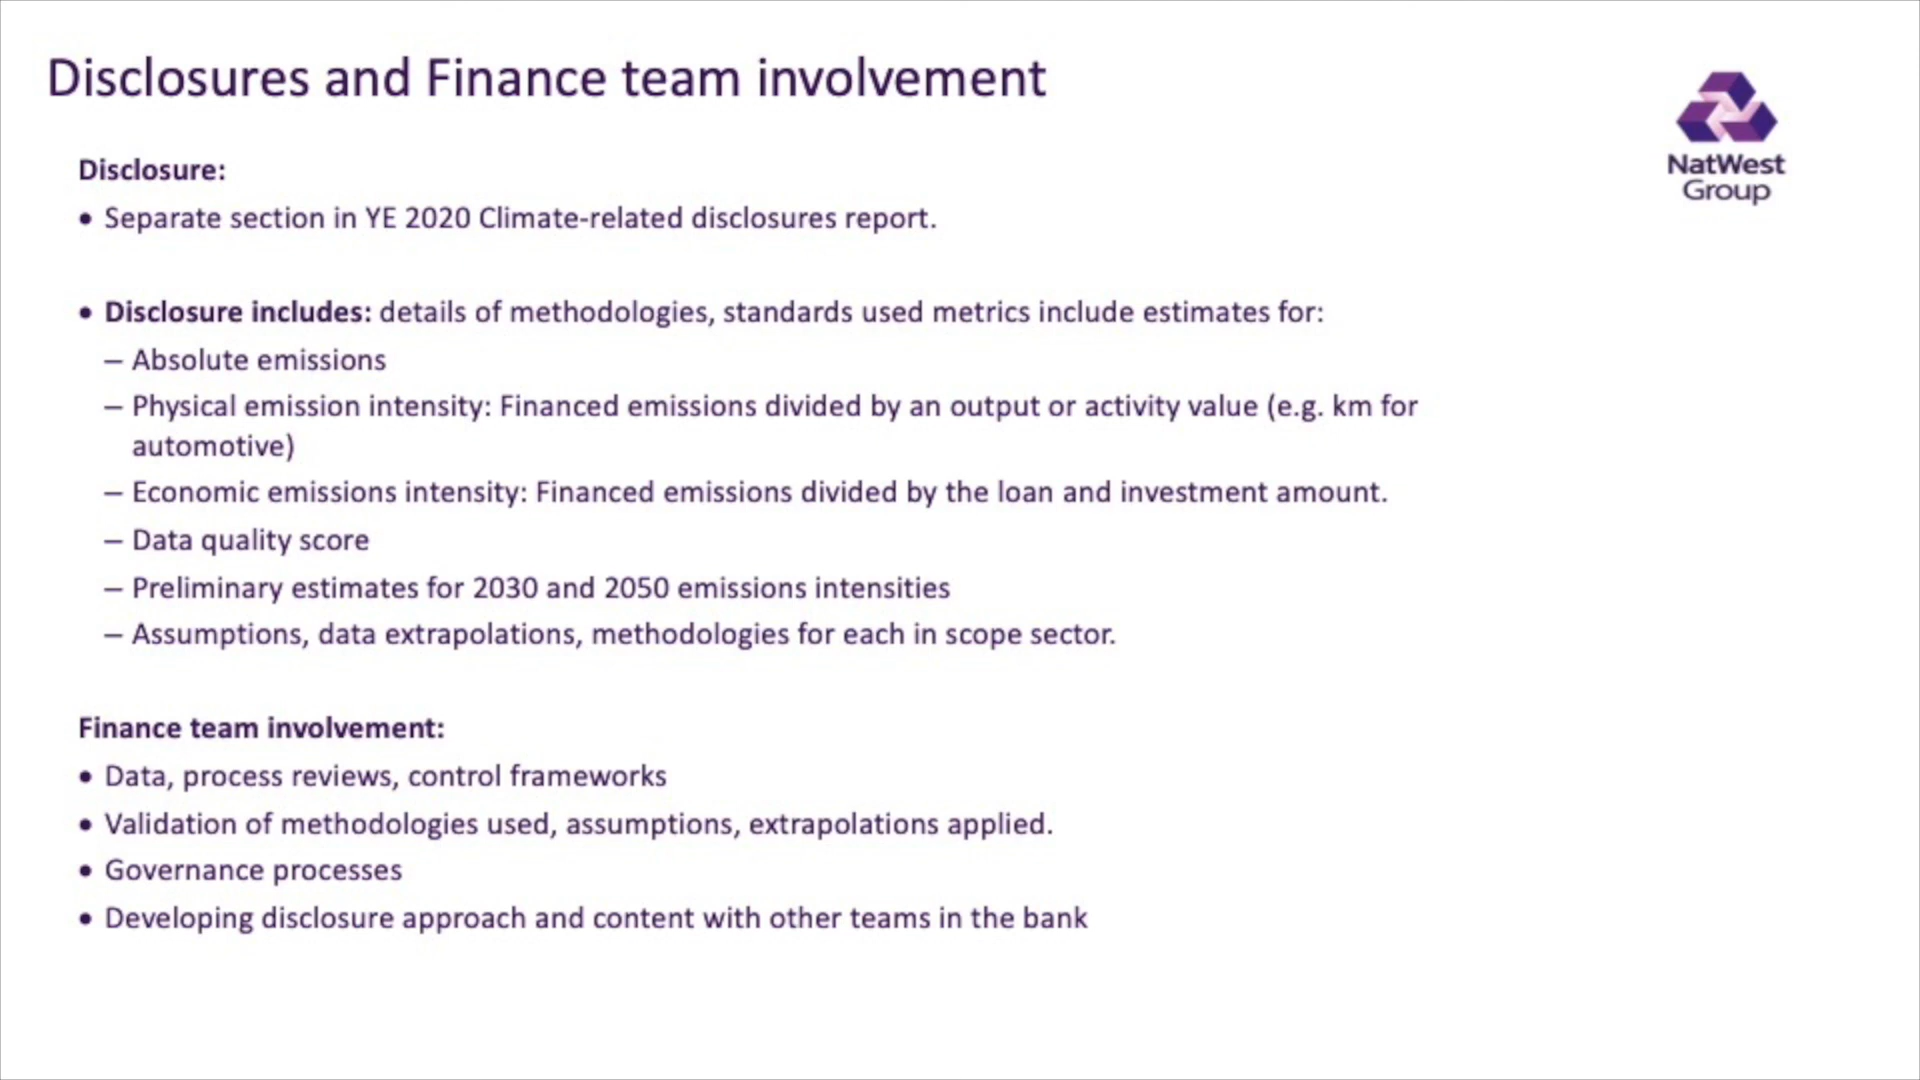 Disclosures and Finance team involvement
NatWest
Group
Disclosure:
• Separate section in YE 2020 Climate-related disclosures report.
• Disclosure includes: details of methodologies, standards used metrics include estimates for:
– Absolute emissions
– Physical emission intensity: Financed emissions divided by an output or activity value (e.g. km for
automotive)
– Economic emissions intensity: Financed emissions divided by the loan and investment amount.
– Data quality score
– Preliminary estimates for 2030 and 2050 emissions intensities
– Assumptions, data extrapolations, methodologies for each in scope sector.
Finance team involvement:
• Data, process reviews, control frameworks
• Validation of methodologies used, assumptions, extrapolations applied.
• Governance processes
• Developing disclosure approach and content with other teams in the bank